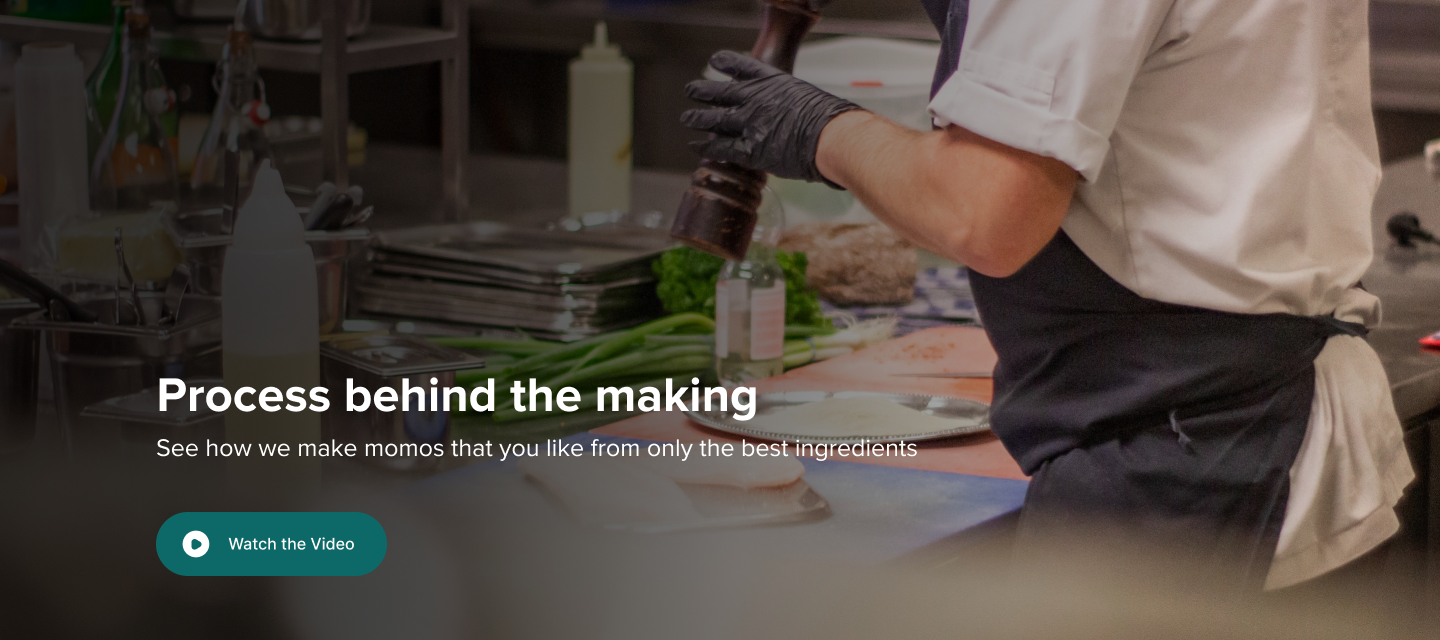 Process behind the making
See how we make momos that you like from only the best ingredients
Watch the Video